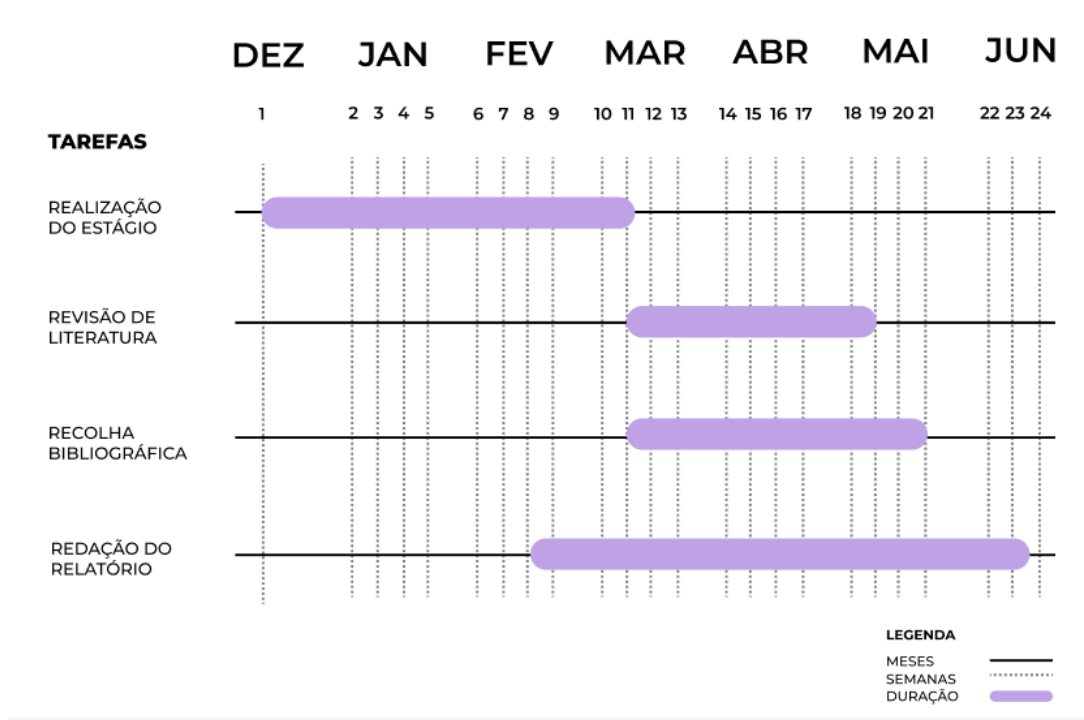 DEZ JAN FEV MAR ABR MAI JUN
1 2 3 4 5 6 7 8 9 10 11 12 13 14 15 16 17 18 19 20 21 22 23 24
TAREFAS
REALIZAÇÃO
DO ESTÁGIO
REVISÃO DE
LITERATURA
RECOLHA
BIBLIOGRÁFICA
REDAÇÃO DO
RELATÓRIO
LEGENDA
MESES
SEMANAS
DURAÇÃO